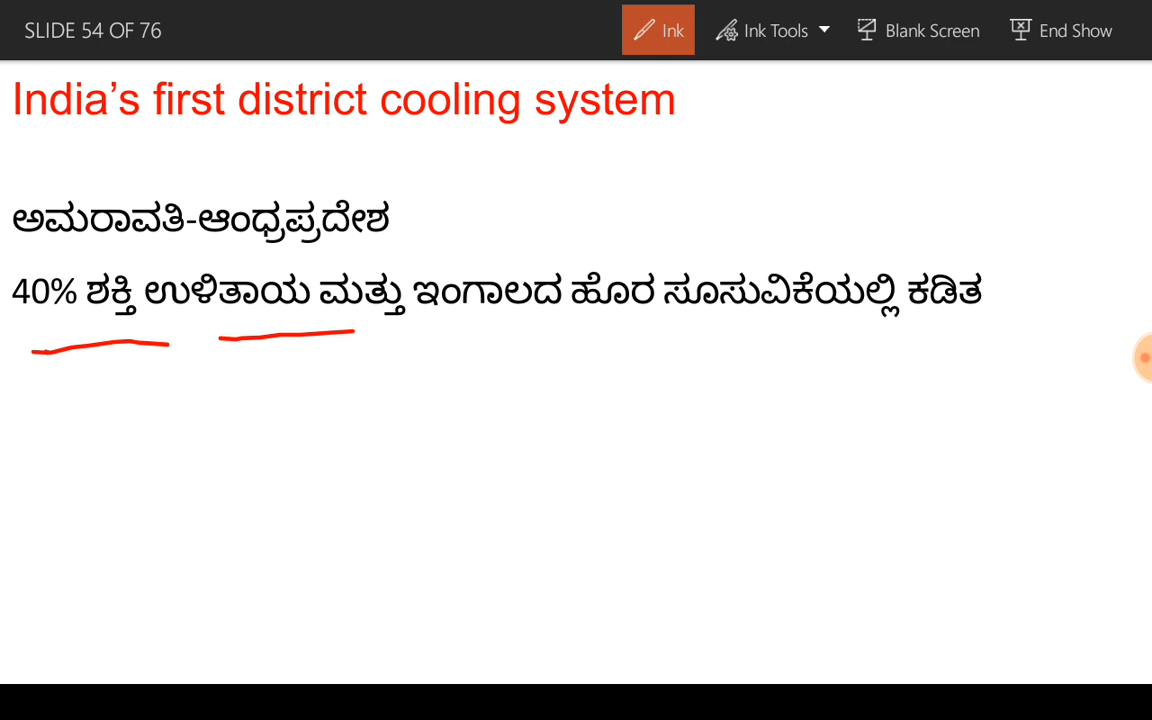 SLIDE 54 OF 76 Ink Ink Tools Blank Screen End Show
India’s first district cooling system
ಅಮರಾವತಿ-ಆಂಧ್ರಪ್ರದೇಶ
40% ಶಕ್ತಿ ಉಳಿತಾಯ ಮತ್ತು ಇಂಗಾಲದ ಹೊರ ಸೂಸುವಿಕೆಯಲ್ಲಿ ಕಡಿತ